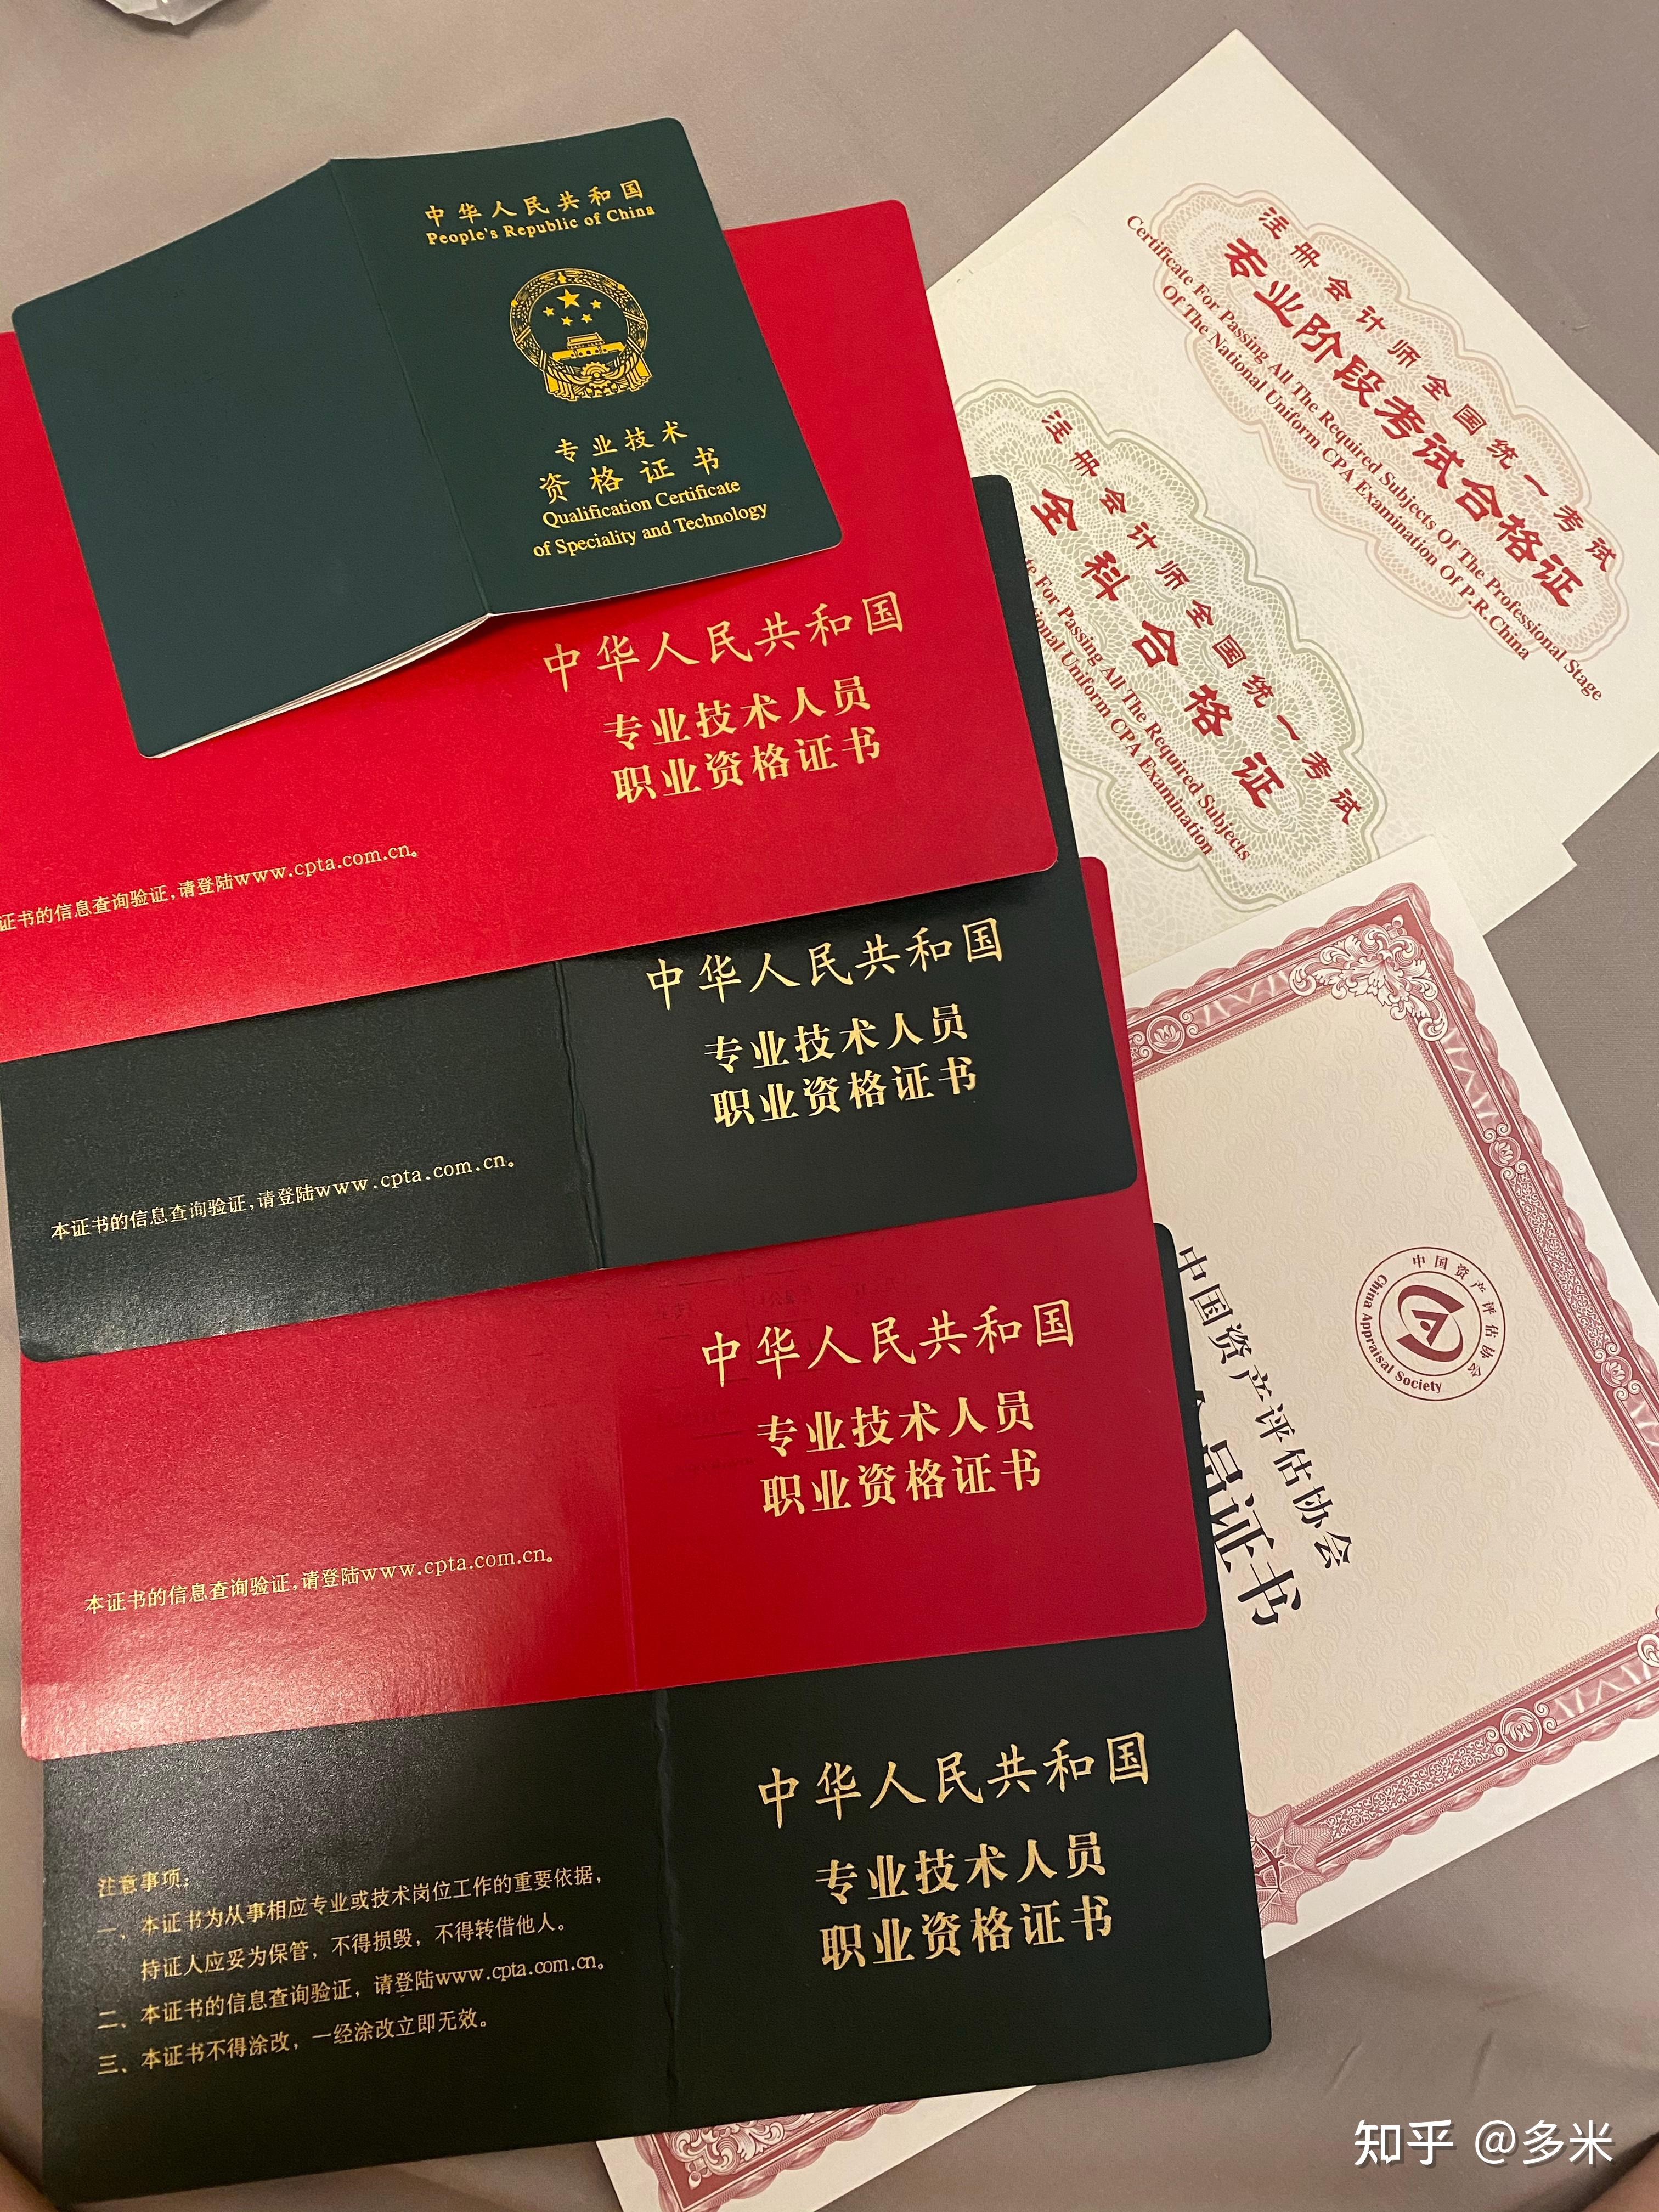 中华人民共和国
People's Republic of China
专业技术
资格证书
Qualification Certificate
of Speciality and Technology
中华人民共和国
专业技术人员
职业资格证书
证书的信息查询验证,请登陆www.cpta.com.cn。
中华人民共和国
专业技术人员
职业资格证书
本证书的信息查询验证,请登陆www.cpta.com.cn。
中华人民共和国
专业技术人员
职业资格证书
本证书的信息查询验证,请登陆www.cpta.com.cn。
中华人民共和国
专业技术人员
职业资格证书
注意事项:
一、本证书为从事相应专业或技术岗位工作的重要依据,
持证人应妥为保管,不得损毁,不得转借他人。
二、本证书的信息查询验证,请登陆www.cpta.com.cn。
三、本证书不得涂改,一经涂改立即无效。
注册会计师全国统一考试
专业阶段考试合格证
Certificate For Passing All The Required Subjects Of The Professional Stage
Of The National Uniform CPA Examination Of P.R.China
注册会计师全国统一考试
全科合格证
For Passing All The Required Subjects
Uniform CPA Examination
中国资产评估协会
China Appraisal Society
中国资产评估协会
员证书
知乎 @多米